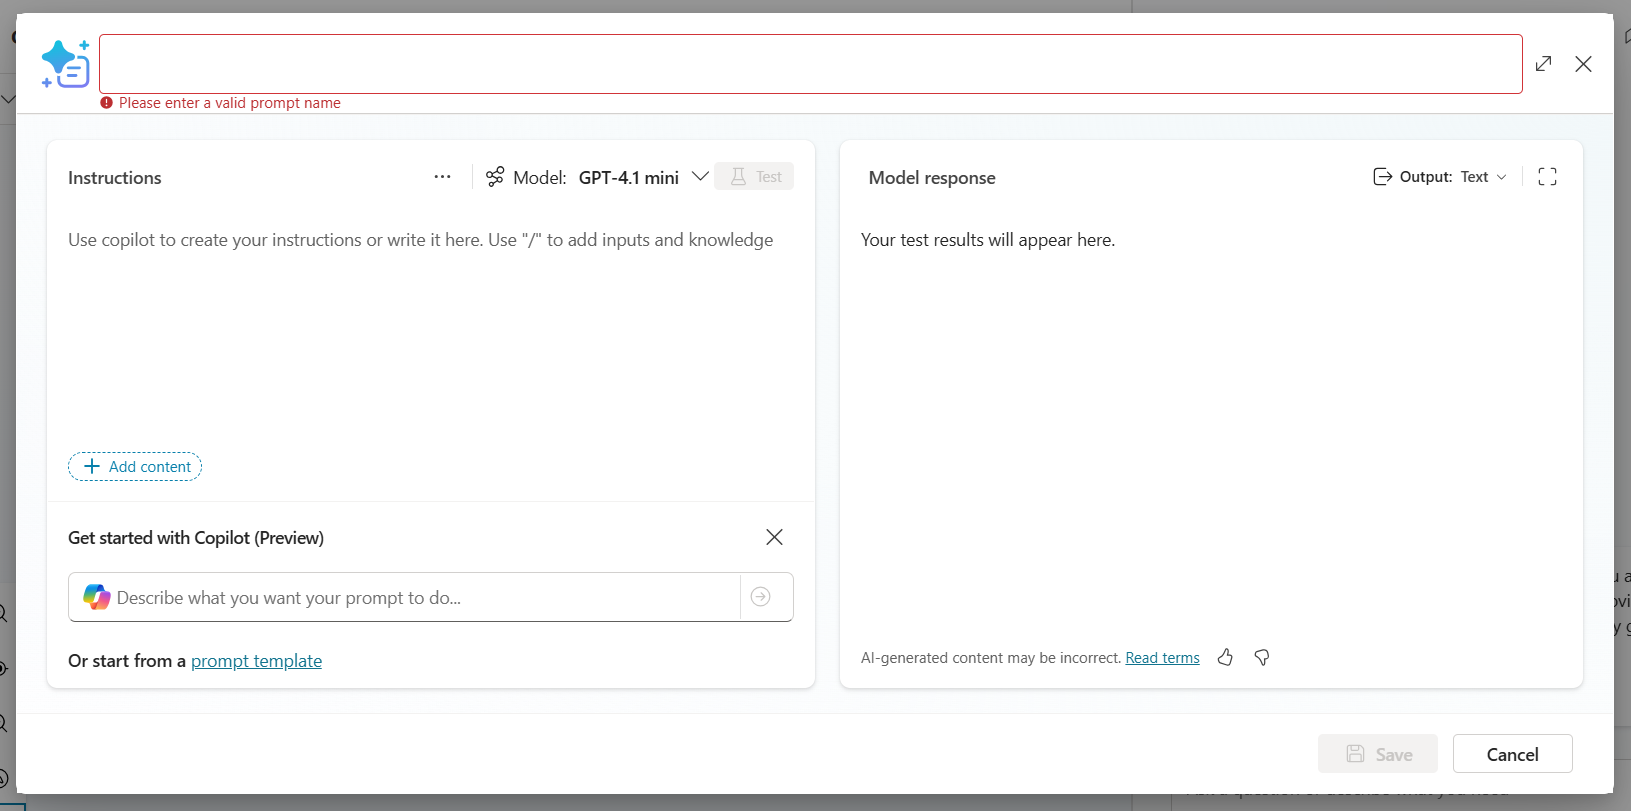 Please enter a valid prompt name
Instructions
Model: GPT-4.1 mini
Test
Use copilot to create your instructions or write it here. Use "/" to add inputs and knowledge
Add content
Get started with Copilot (Preview)
Describe what you want your prompt to do...
Or start from a prompt template
Model response
Output: Text
Your test results will appear here.
AI-generated content may be incorrect. Read terms
Save
Cancel